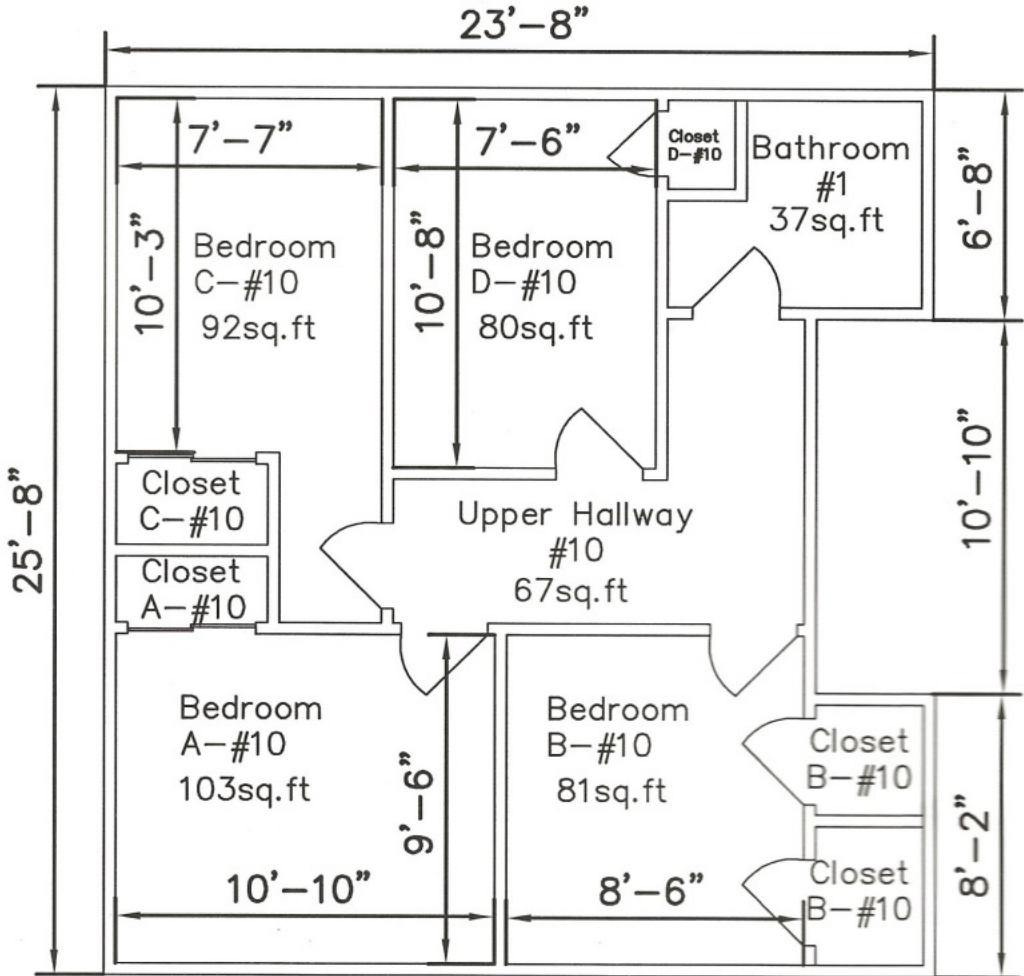 23'-8"
7'-7"
7'-6"
Closet
D-#10
Bathroom
#1
37sq.ft
6'-8"
10'-3"
Bedroom
C-#10
92sq.ft
10'-8"
Bedroom
D-#10
80sq.ft
25'-8"
Closet
C-#10
Closet
A-#10
Upper Hallway
#10
67sq.ft
10'-10"
Bedroom
A-#10
103sq.ft
9'-6"
10'-10"
Bedroom
B-#10
81sq.ft
8'-6"
Closet
B-#10
Closet
B-#10
8'-2"